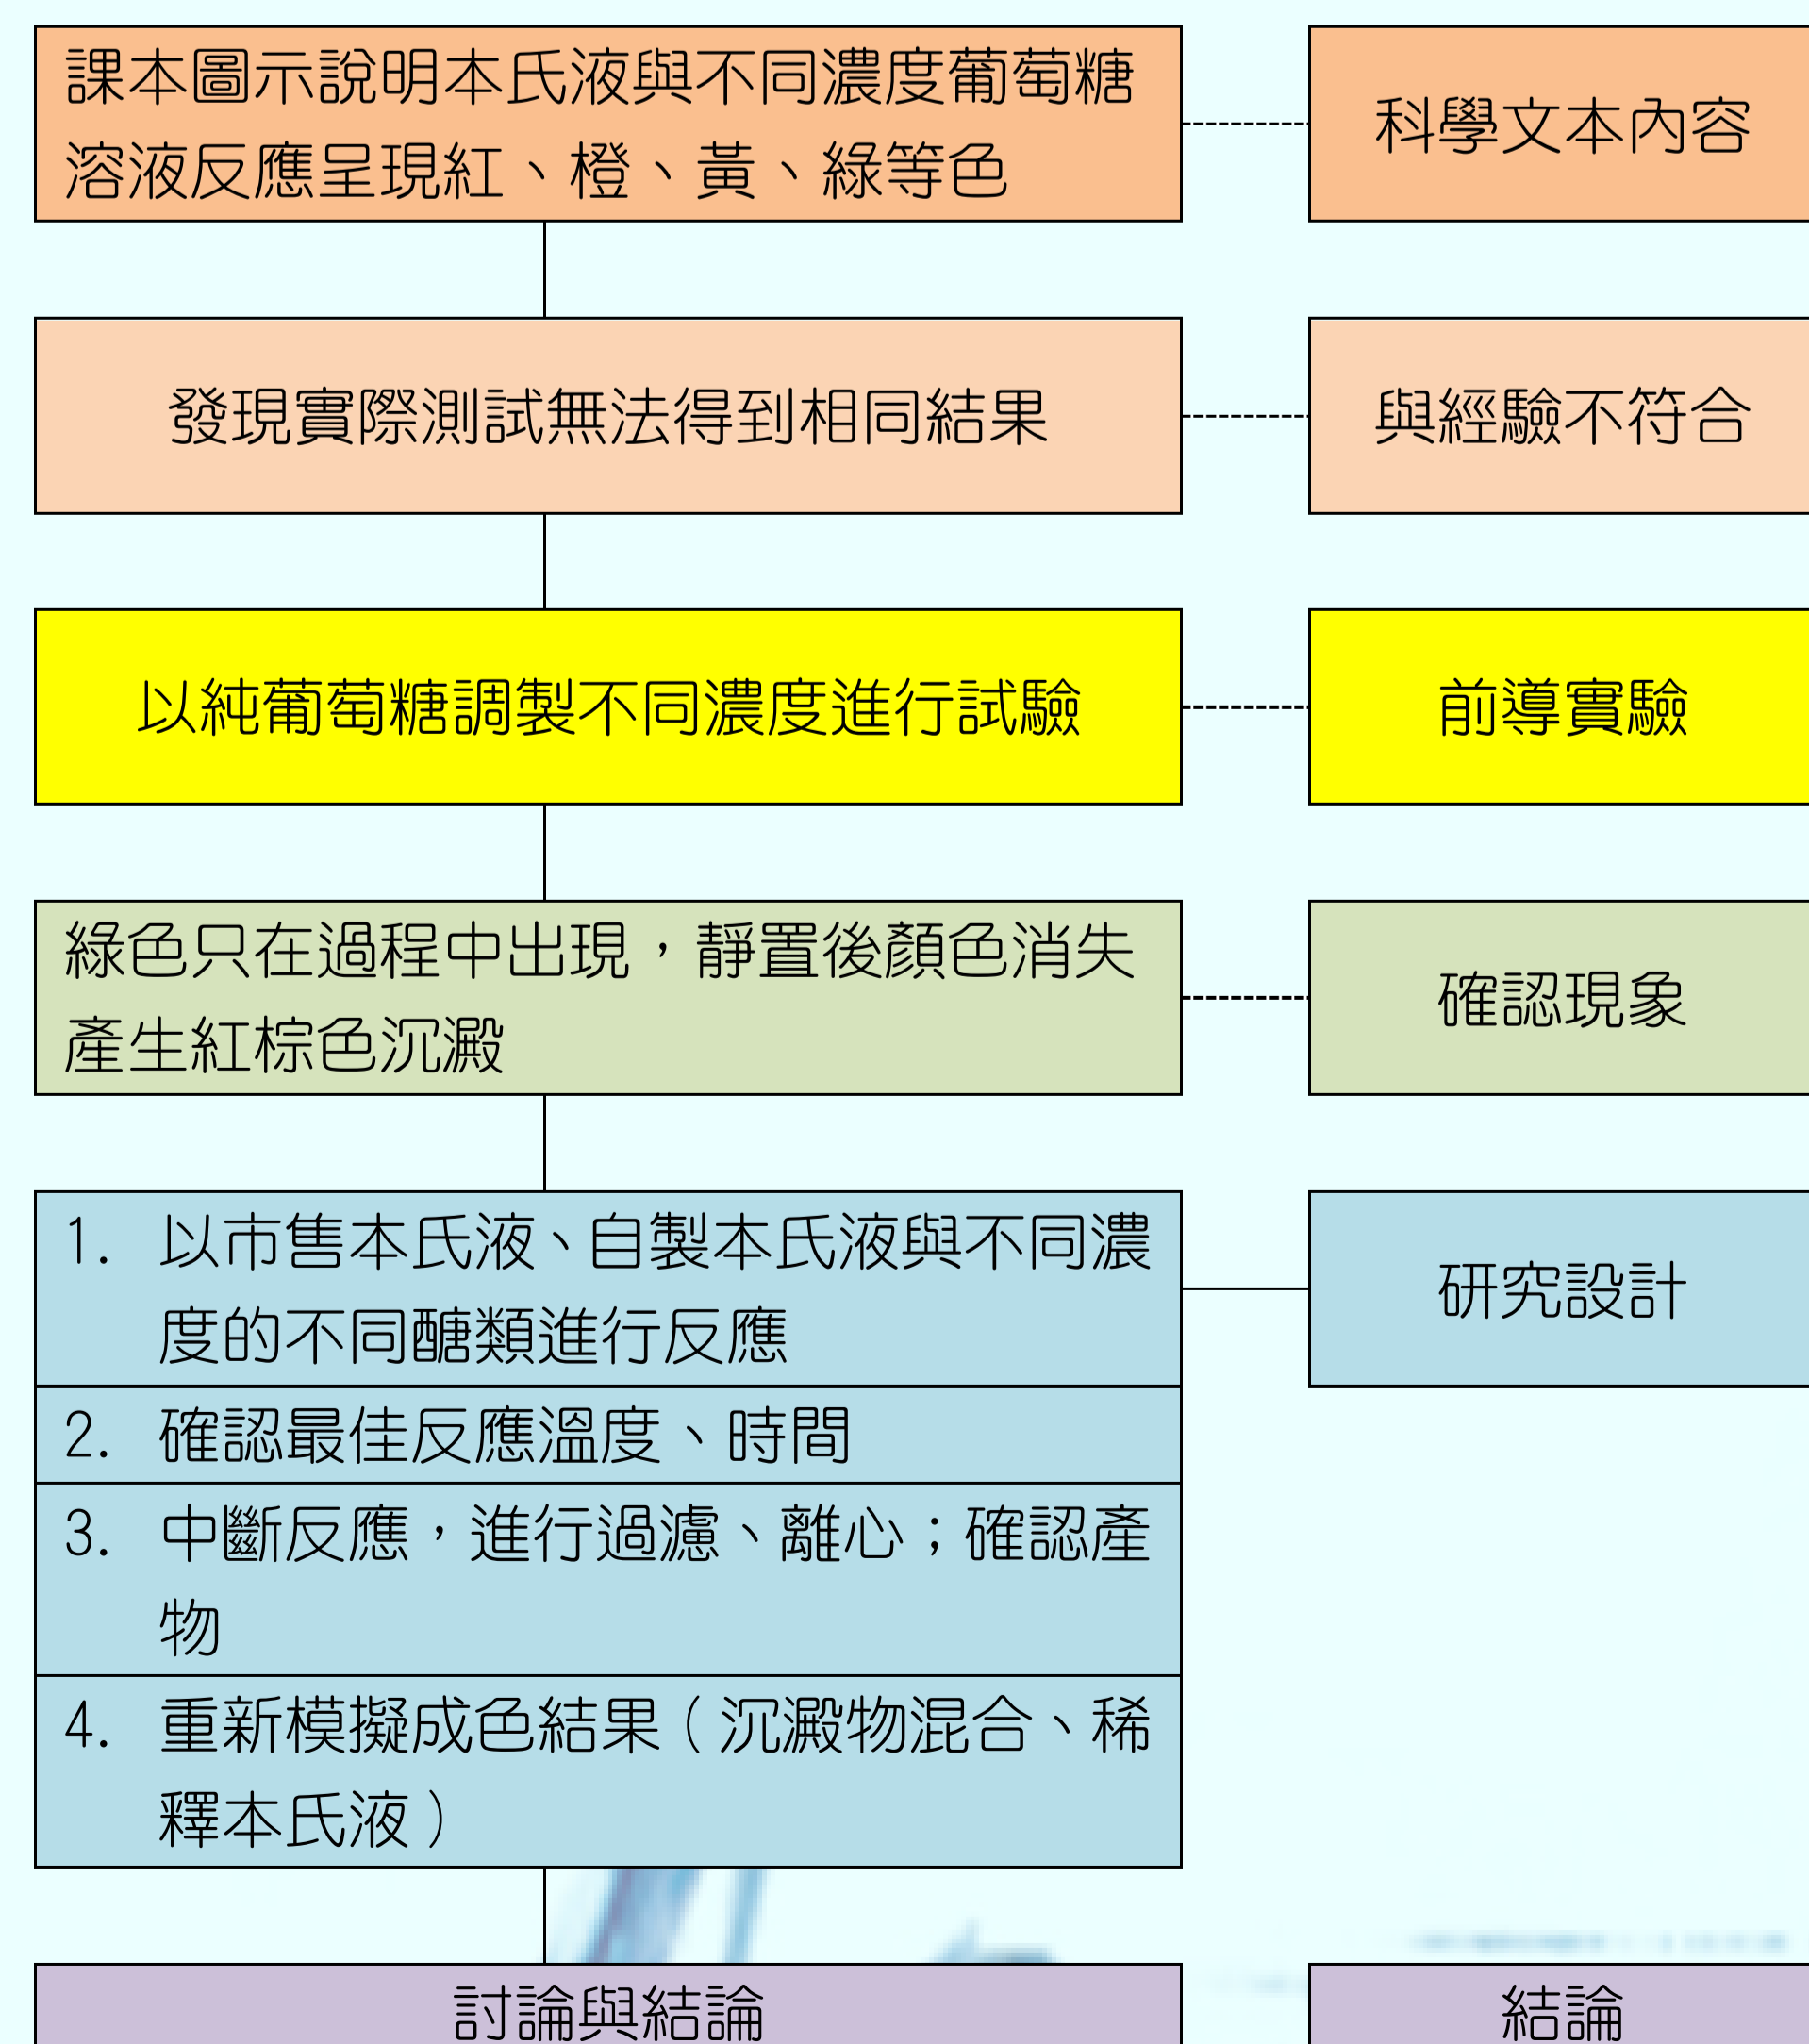 課本圖示說明本氏液與不同濃度葡萄糖
溶液反應呈現紅、橙、黃、綠等色
科學文本內容
發現實際測試無法得到相同結果
與經驗不符合
以純葡萄糖調製不同濃度進行試驗
前導實驗
綠色只在過程中出現，靜置後顏色消失
產生紅棕色沉澱
確認現象
1. 以市售本氏液、自製本氏液與不同濃
度的不同醣類進行反應
研究設計
2. 確認最佳反應溫度、時間
3. 中斷反應，進行過濾、離心；確認產
物
4. 重新模擬成色結果（沉澱物混合、稀
釋本氏液）
討論與結論
結論